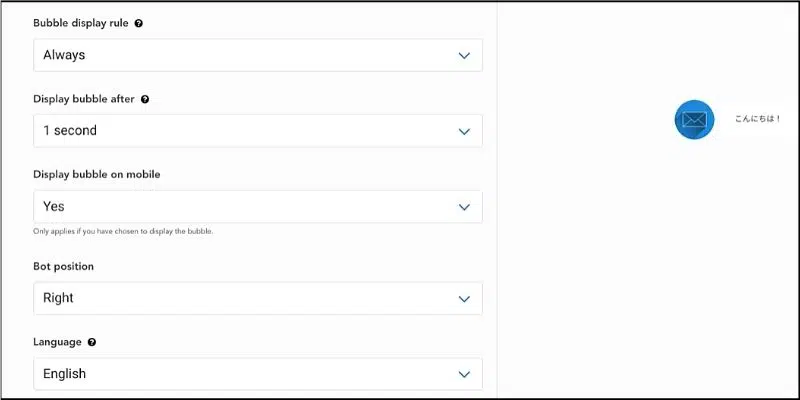 Bubble display rule
Always
Display bubble after
1 second
こんにちは！
Display bubble on mobile
Yes
Only applies if you have chosen to display the bubble.
Bot position
Right
Language
English